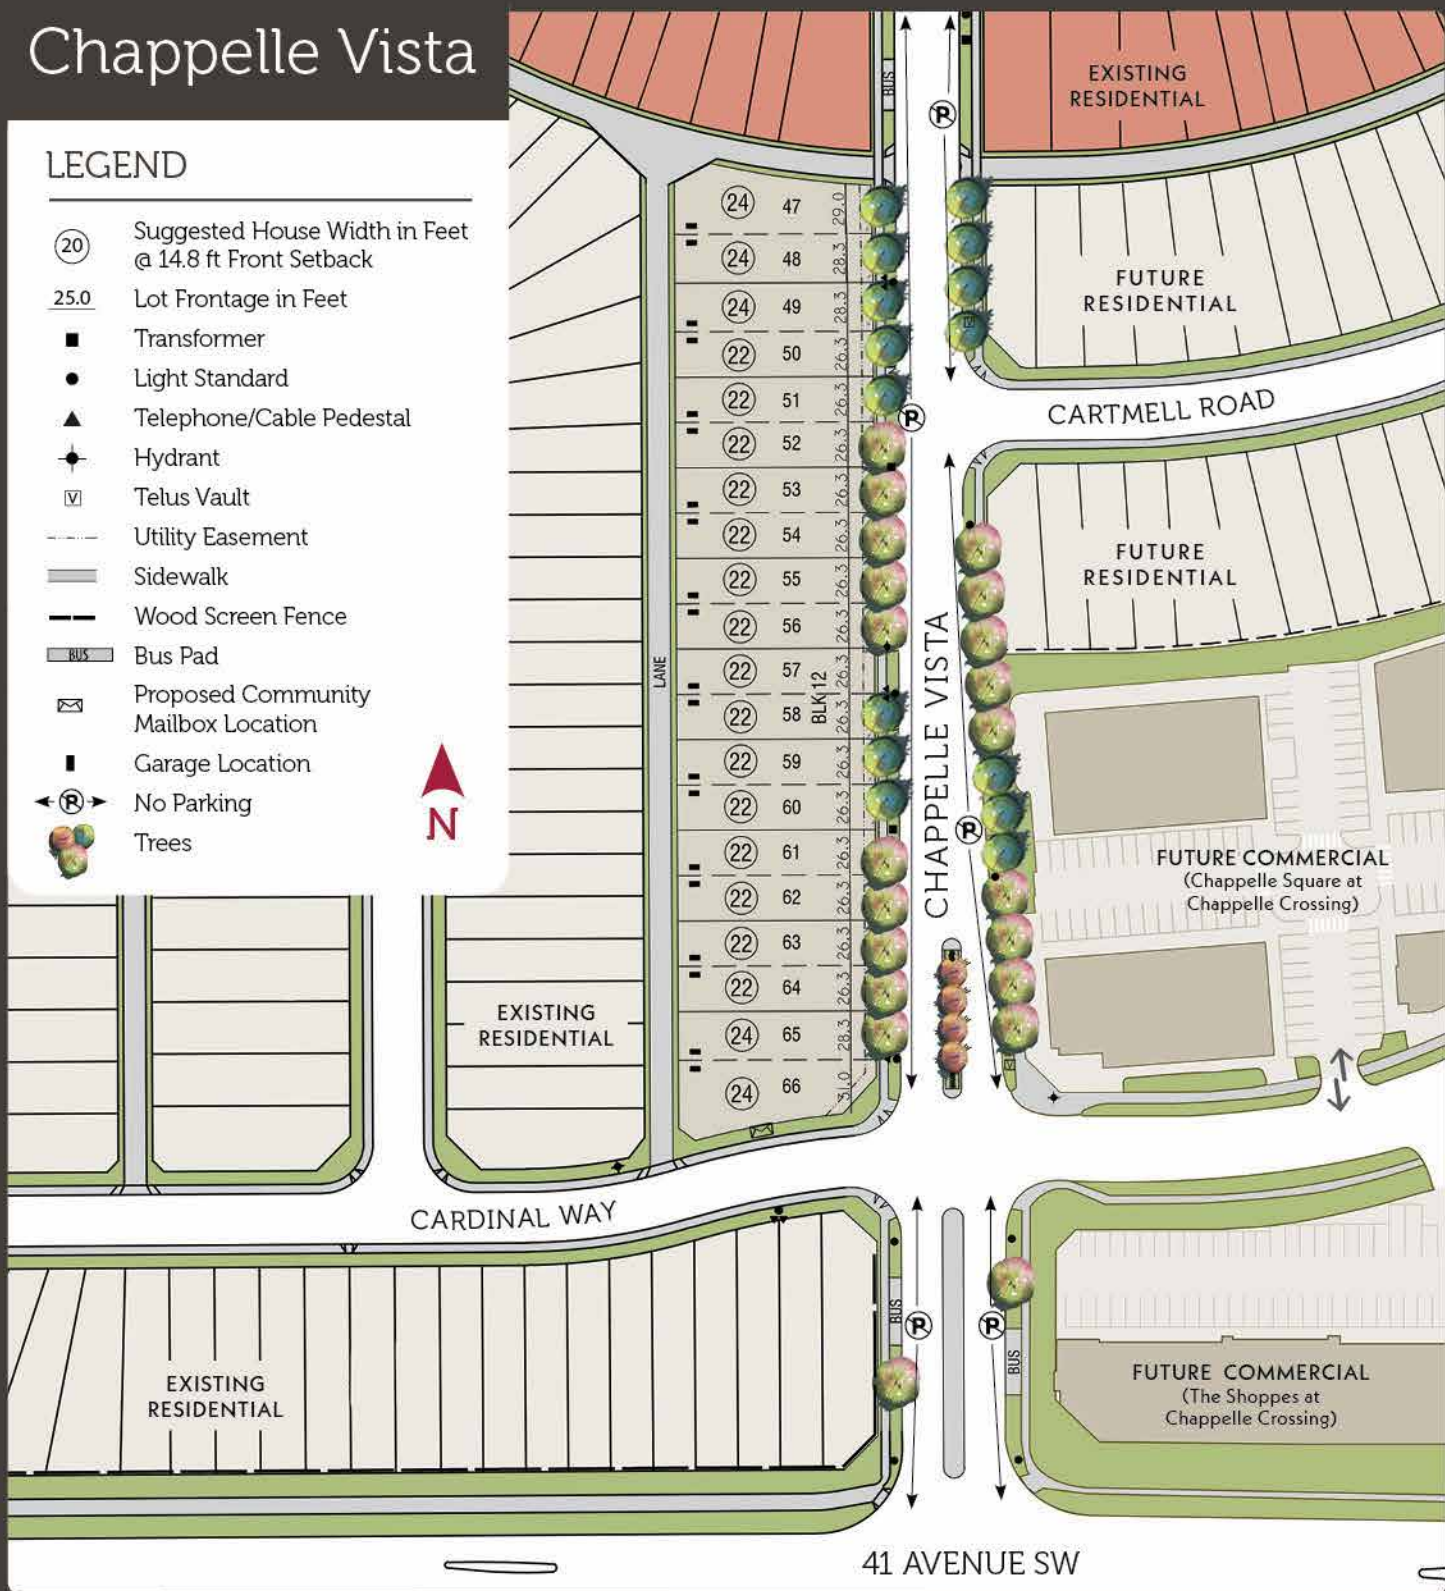 Chappelle Vista
LEGEND
20 Suggested House Width in Feet
@ 14.8 ft Front Setback
25.0 Lot Frontage in Feet
Transformer
Light Standard
Telephone/Cable Pedestal
Hydrant
V Telus Vault
Utility Easement
Sidewalk
Wood Screen Fence
BUS Bus Pad
Proposed Community
Mailbox Location
Garage Location
P No Parking
Trees
N
BUS
P
EXISTING
RESIDENTIAL
24 47 29.0
24 48 28.3
24 49 28.3
22 50 26.3
22 51 26.3
22 52 26.3
22 53 26.3
22 54 26.3
22 55 26.3
22 56 26.3
22 57 26.3
22 58 26.3
22 59 26.3
22 60 26.3
22 61 26.3
22 62 26.3
22 63 26.3
22 64 26.3
24 65 28.3
24 66 31.0
BLK 12
LANE
V
FUTURE
RESIDENTIAL
P
CARTMELL ROAD
FUTURE
RESIDENTIAL
CHAPPELLE VISTA
P
FUTURE COMMERCIAL
(Chappelle Square at
Chappelle Crossing)
EXISTING
RESIDENTIAL
V
CARDINAL WAY
BUS
P
P
BUS
EXISTING
RESIDENTIAL
FUTURE COMMERCIAL
(The Shoppes at
Chappelle Crossing)
41 AVENUE SW